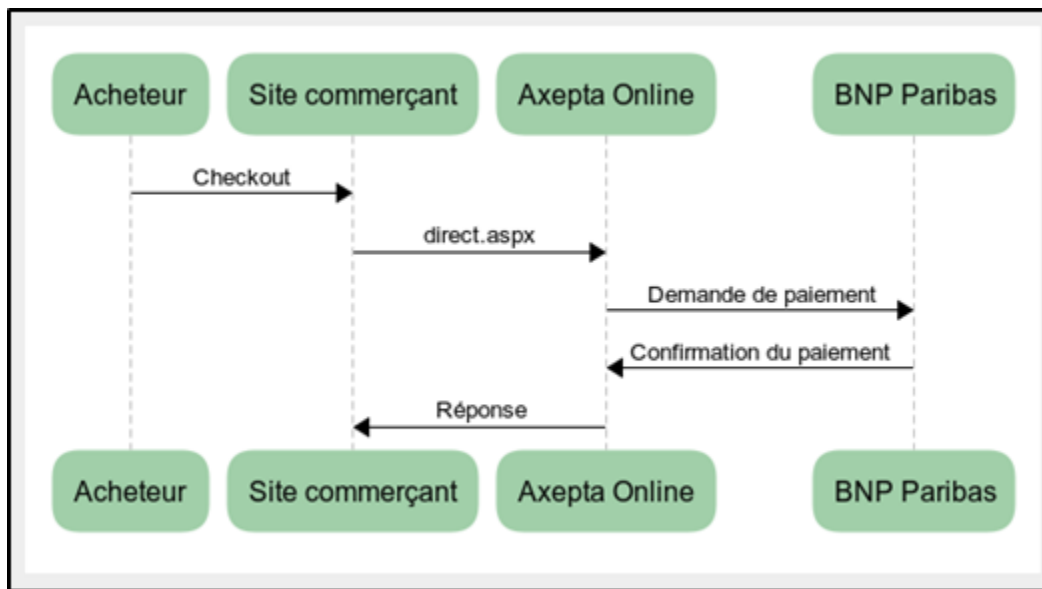 Acheteur
Site commerçant
Axepta Online
BNP Paribas
Checkout
direct.aspx
Demande de paiement
Confirmation du paiement
Réponse
Acheteur
Site commerçant
Axepta Online
BNP Paribas